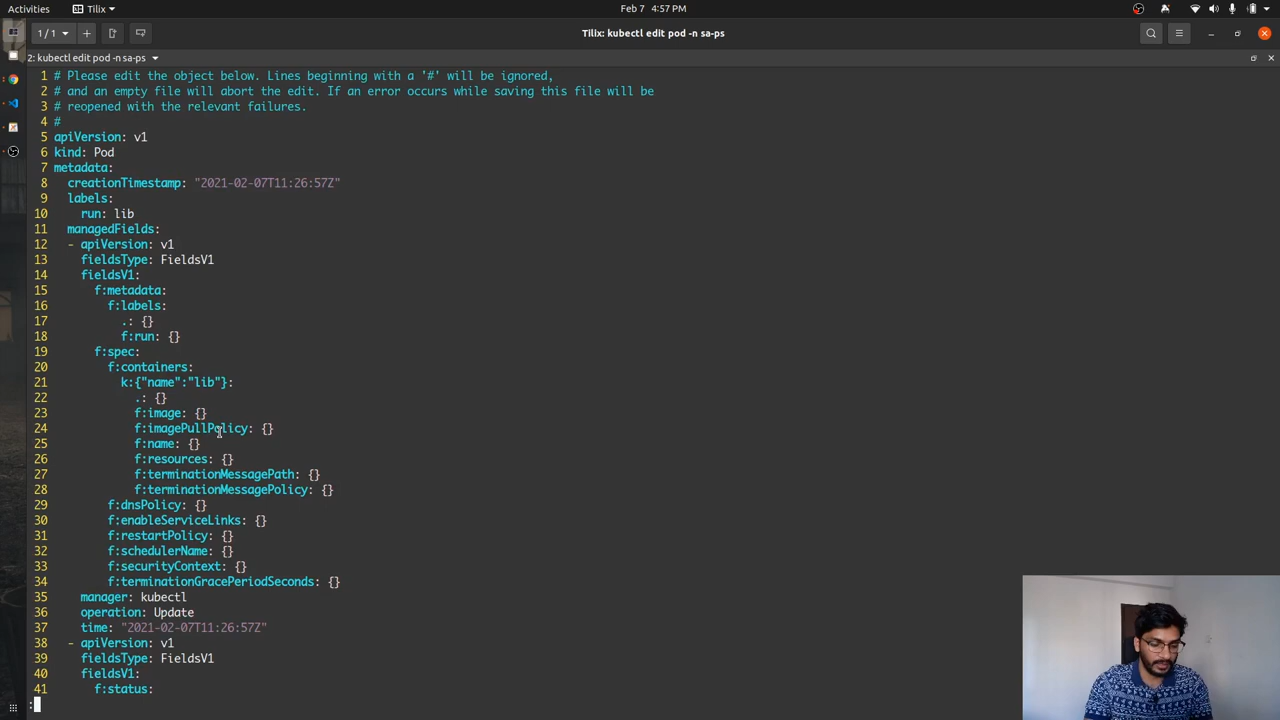 Activities
Tilix
Feb 7 4:57 PM
1 / 1
Tilix: kubectl edit pod -n sa-ps
2: kubectl edit pod -n sa-ps
1 # Please edit the object below. Lines beginning with a '#' will be ignored,
2 # and an empty file will abort the edit. If an error occurs while saving this file will be
3 # reopened with the relevant failures.
4 #
5 apiVersion: v1
6 kind: Pod
7 metadata:
8   creationTimestamp: "2021-02-07T11:26:57Z"
9   labels:
10     run: lib
11   managedFields:
12   - apiVersion: v1
13     fieldsType: FieldsV1
14     fieldsV1:
15       f:metadata:
16         f:labels:
17           .: {}
18           f:run: {}
19       f:spec:
20         f:containers:
21           k:{"name":"lib"}:
22             .: {}
23             f:image: {}
24             f:imagePullPolicy: {}
25             f:name: {}
26             f:resources: {}
27             f:terminationMessagePath: {}
28             f:terminationMessagePolicy: {}
29         f:dnsPolicy: {}
30         f:enableServiceLinks: {}
31         f:restartPolicy: {}
32         f:schedulerName: {}
33         f:securityContext: {}
34         f:terminationGracePeriodSeconds: {}
35     manager: kubectl
36     operation: Update
37     time: "2021-02-07T11:26:57Z"
38   - apiVersion: v1
39     fieldsType: FieldsV1
40     fieldsV1:
41       f:status:
: